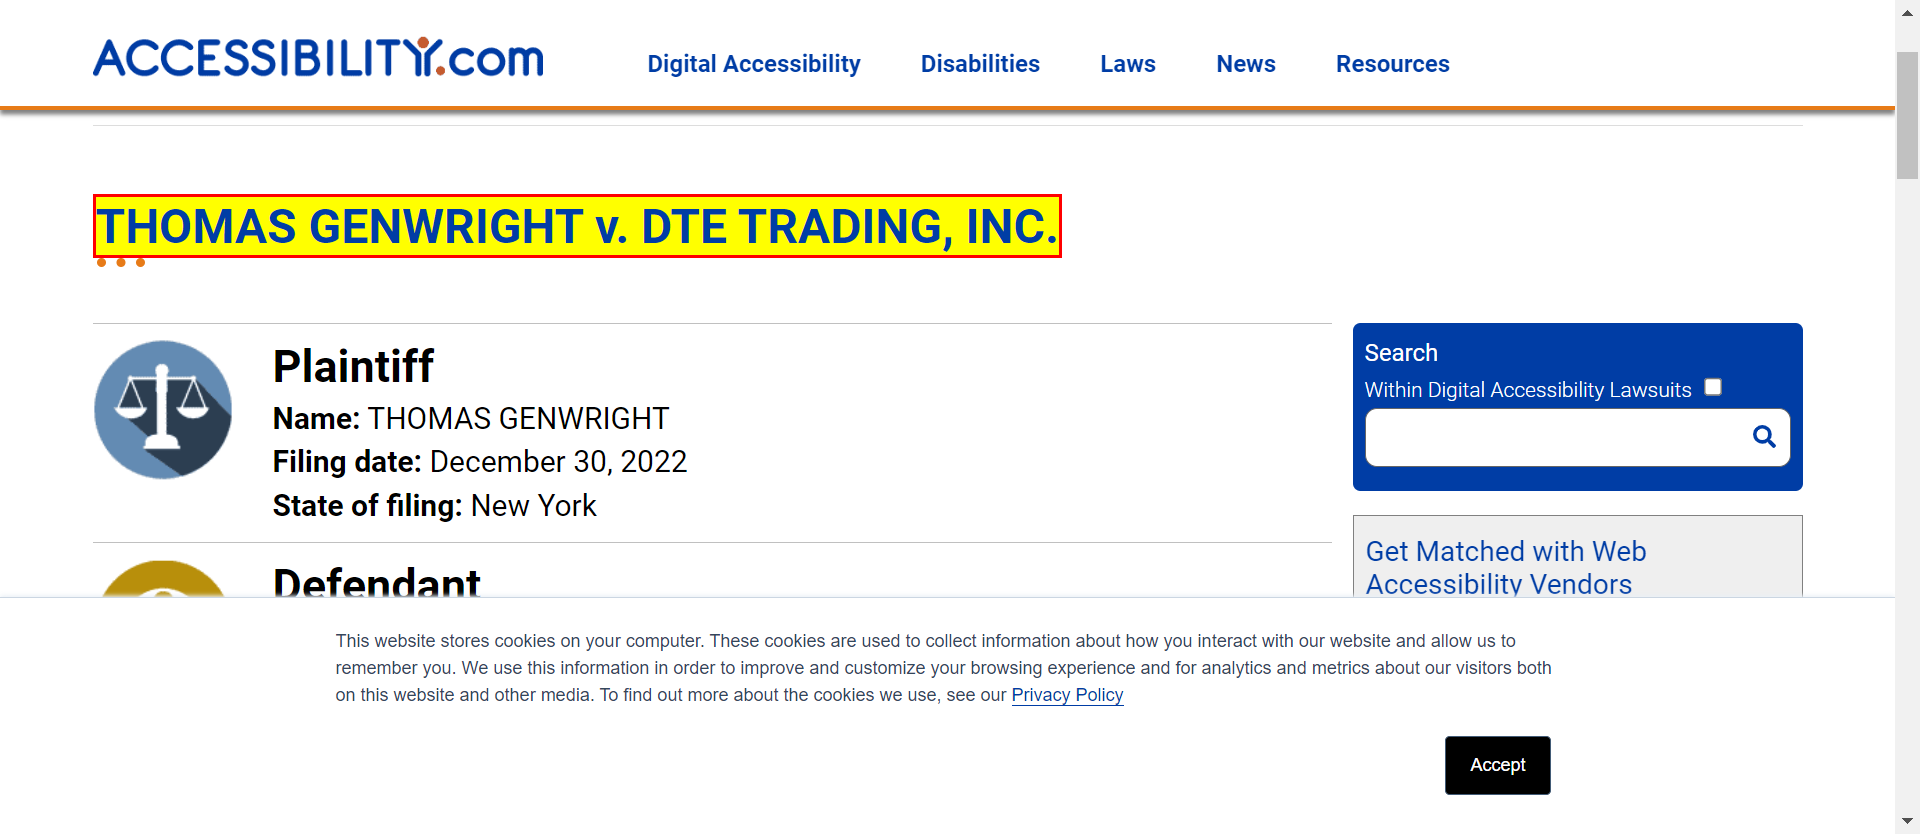 ACCESSIBILITY.com
Digital Accessibility
Disabilities
Laws
News
Resources
THOMAS GENWRIGHT v. DTE TRADING, INC.
Plaintiff
Name: THOMAS GENWRIGHT
Filing date: December 30, 2022
State of filing: New York
Defendant
Search
Within Digital Accessibility Lawsuits
Get Matched with Web
Accessibility Vendors
This website stores cookies on your computer. These cookies are used to collect information about how you interact with our website and allow us to
remember you. We use this information in order to improve and customize your browsing experience and for analytics and metrics about our visitors both
on this website and other media. To find out more about the cookies we use, see our Privacy Policy
Accept